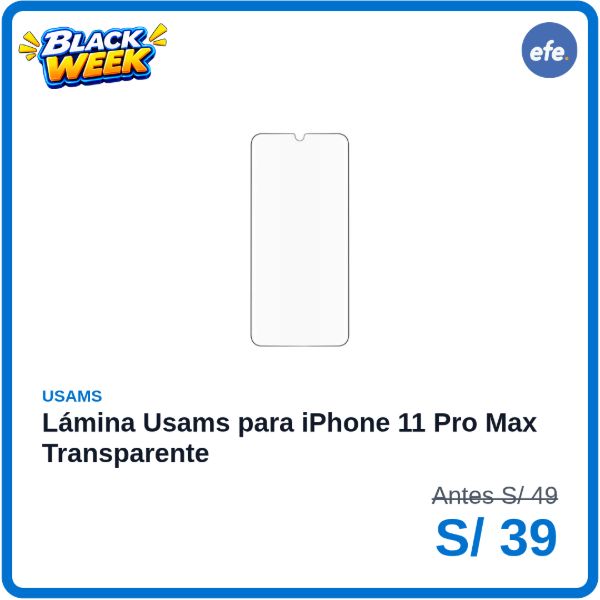 BLACK
WEEK
efe.
USAMS
Lámina Usams para iPhone 11 Pro Max
Transparente
Antes S/ 49
S/ 39